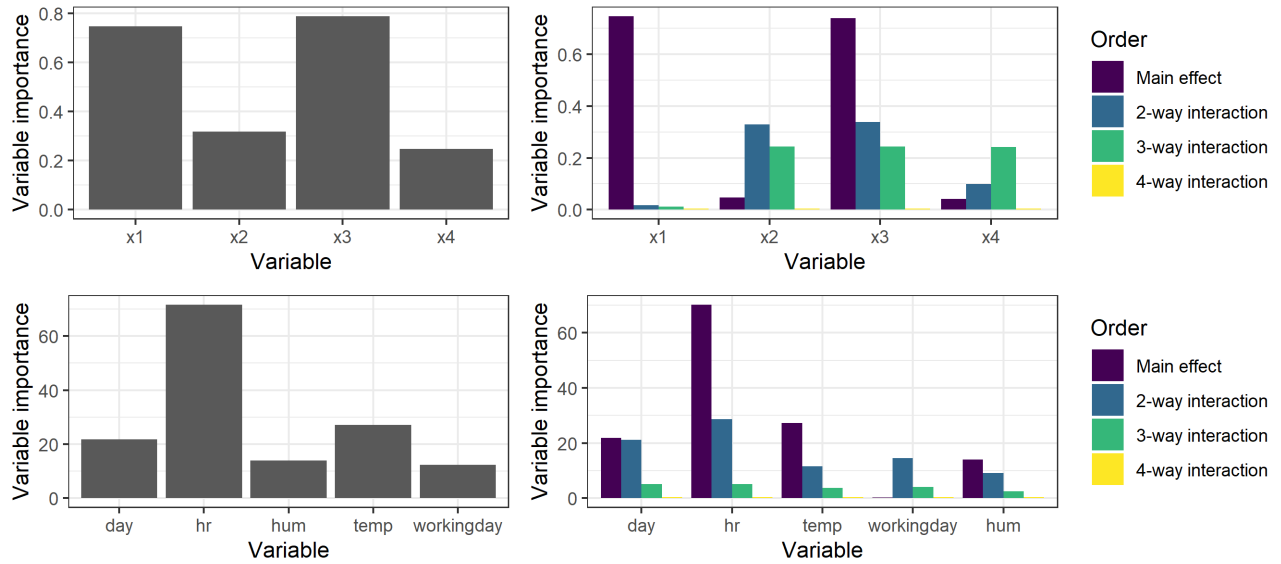 Variable importance
0.8
0.6
0.4
0.2
0.0
x1 x2 x3 x4
Variable
Variable importance
0.6
0.4
0.2
0.0
x1 x2 x3 x4
Variable
Order
Main effect
2-way interaction
3-way interaction
4-way interaction
Variable importance
60
40
20
0
day hr hum temp workingday
Variable
Variable importance
60
40
20
0
day hr temp workingday hum
Variable
Order
Main effect
2-way interaction
3-way interaction
4-way interaction